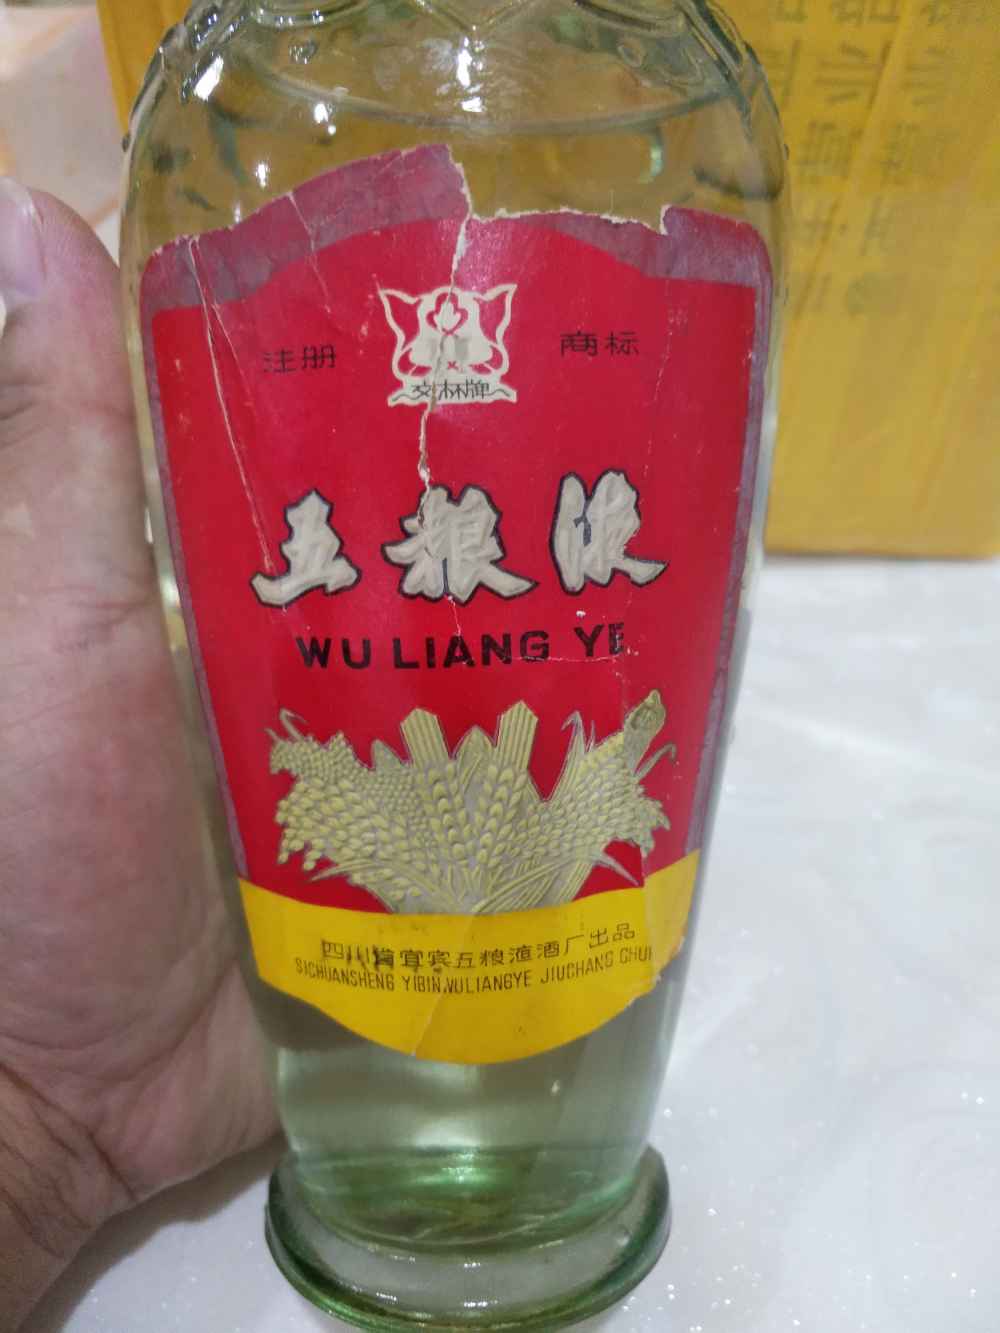 注册 商标
交杯牌
五粮液
WU LIANG YE
四川省宜宾五粮液酒厂出品
SICHUANSHENG YIBIN.WULIANGYE JIUCHANG CHU